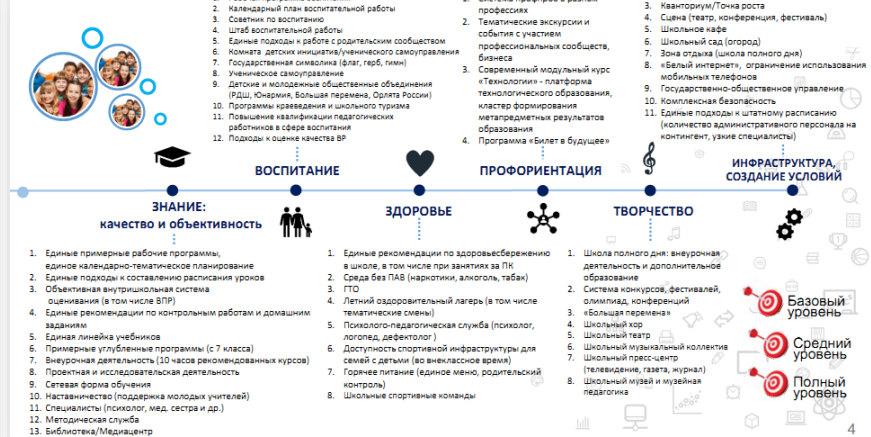 2. Календарный план воспитательной работы
3. Советник по воспитанию
4. Штаб воспитательной работы
5. Единые подходы к работе с родительским сообществом
6. Комната детских инициатив/ученического самоуправления
7. Государственная символика (флаг, герб, гимн)
8. Ученическое самоуправление
9. Детские и молодежные общественные объединения
(РДШ, Юнармия, Большая перемена, Орлята России)
10. Программы краеведения и школьного туризма
11. Повышение квалификации педагогических
работников в сфере воспитания
12. Подходы к оценке качества ВР
ВОСПИТАНИЕ
профессиях
2. Тематические экскурсии и
события с участием
профессиональных сообществ,
бизнеса
3. Современный модульный курс
«Технологии» - платформа
технологического образования,
кластер формирования
метапредметных результатов
образования
4. Программа «Билет в будущее»
ПРОФОРИЕНТАЦИЯ
3. Кванториум/Точка роста
4. Сцена (театр, конференция, фестиваль)
5. Школьное кафе
6. Школьный сад (огород)
7. Зона отдыха (школа полного дня)
8. «Белый интернет», ограничение использования
мобильных телефонов
9. Государственно-общественное управление
10. Комплексная безопасность
11. Единые подходы к штатному расписанию
(количество административного персонала на
контингент, узкие специалисты)
ИНФРАСТРУКТУРА,
СОЗДАНИЕ УСЛОВИЙ
ЗНАНИЕ:
качество и объективность
1. Единые примерные рабочие программы,
единое календарно-тематическое планирование
2. Единые подходы к составлению расписания уроков
3. Объективная внутришкольная система
оценивания (в том числе ВПР)
4. Единые рекомендации по контрольным работам и домашним
заданиям
5. Единая линейка учебников
6. Примерные углубленные программы (с 7 класса)
7. Внеурочная деятельность (10 часов рекомендованных курсов)
8. Проектная и исследовательская деятельность
9. Сетевая форма обучения
10. Наставничество (поддержка молодых учителей)
11. Специалисты (психолог, мед. сестра и др.)
12. Методическая служба
13. Библиотека/Медиацентр
ЗДОРОВЬЕ
1. Единые рекомендации по здоровьесбережению
в школе, в том числе при занятиях за ПК
2. Среда без ПАВ (наркотики, алкоголь, табак)
3. ГТО
4. Летний оздоровительный лагерь (в том числе
тематические смены)
5. Психолого-педагогическая служба (психолог,
логопед, дефектолог )
6. Доступность спортивной инфраструктуры для
семей с детьми (во внеклассное время)
7. Горячее питание (единое меню, родительский
контроль)
8. Школьные спортивные команды
ТВОРЧЕСТВО
1. Школа полного дня: внеурочная
деятельность и дополнительное
образование
2. Система конкурсов, фестивалей,
олимпиад, конференций
3. «Большая перемена»
4. Школьный хор
5. Школьный театр
6. Школьный музыкальный коллектив
7. Школьный пресс-центр
(телевидение, газета, журнал)
8. Школьный музей и музейная
педагогика
Базовый
уровень
Средний
уровень
Полный
уровень
4